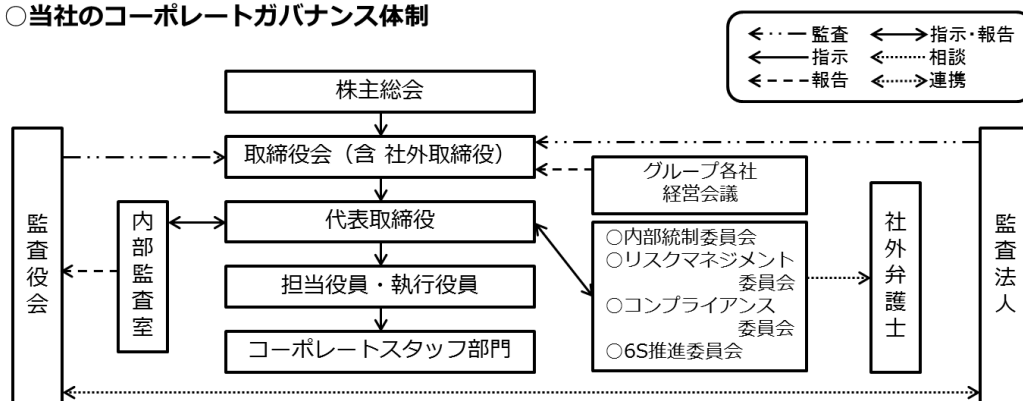 ○当社のコーポレートガバナンス体制
監査
指示・報告
指示
相談
報告
連携
株主総会
取締役会（含 社外取締役）
グループ各社
経営会議
代表取締役
監査役会
内部監査室
○内部統制委員会
○リスクマネジメント
委員会
○コンプライアンス
委員会
○6S推進委員会
社外弁護士
監査法人
担当役員・執行役員
コーポレートスタッフ部門